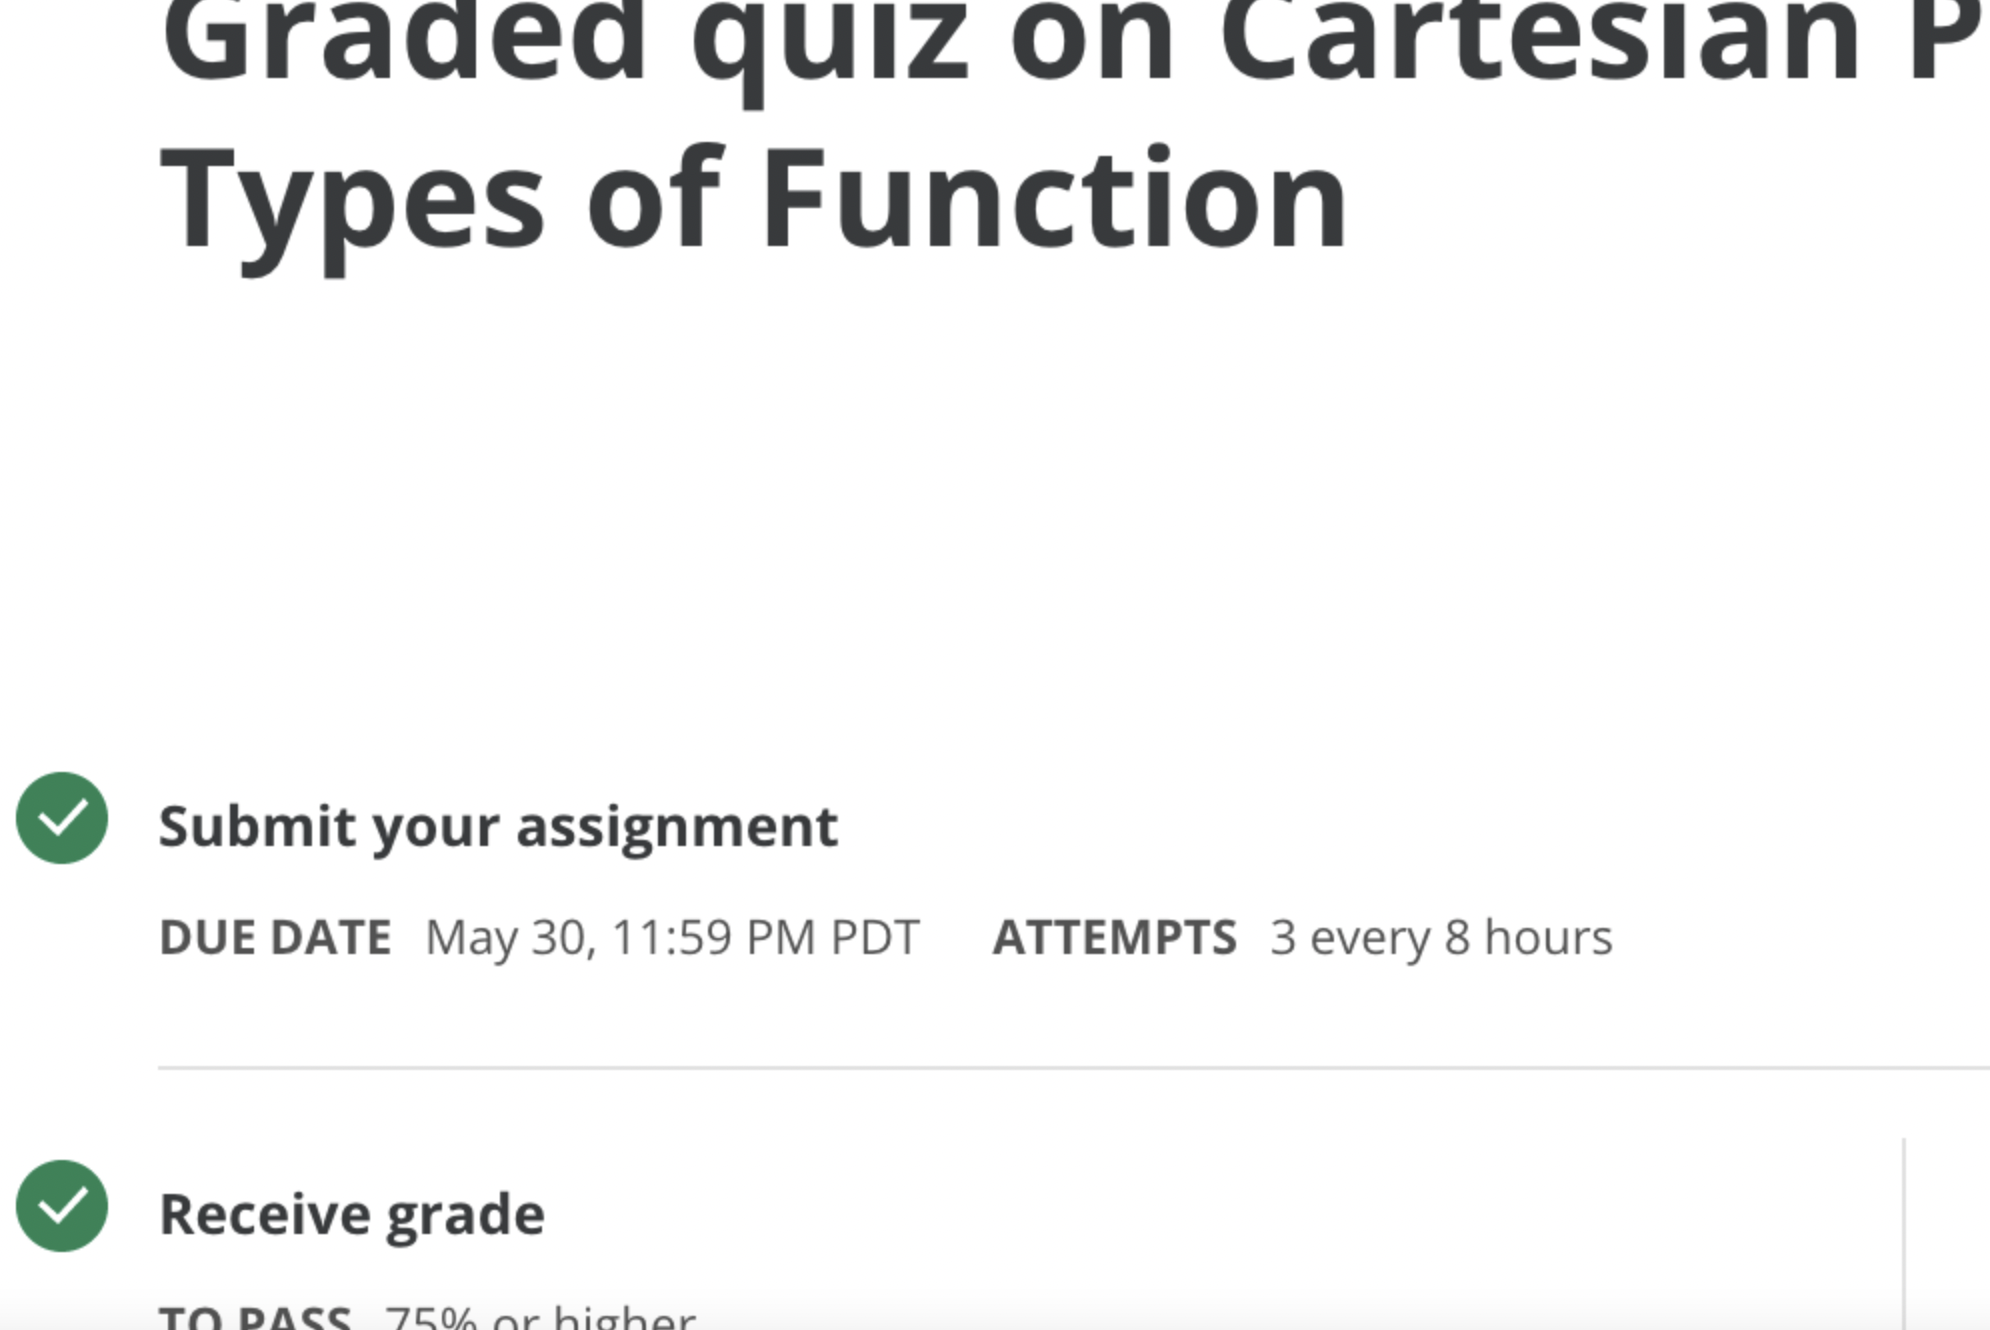 Graded quiz on Cartesian P
Types of Function
Submit your assignment
DUE DATE May 30, 11:59 PM PDT ATTEMPTS 3 every 8 hours
Receive grade
TO PASS 75% or higher